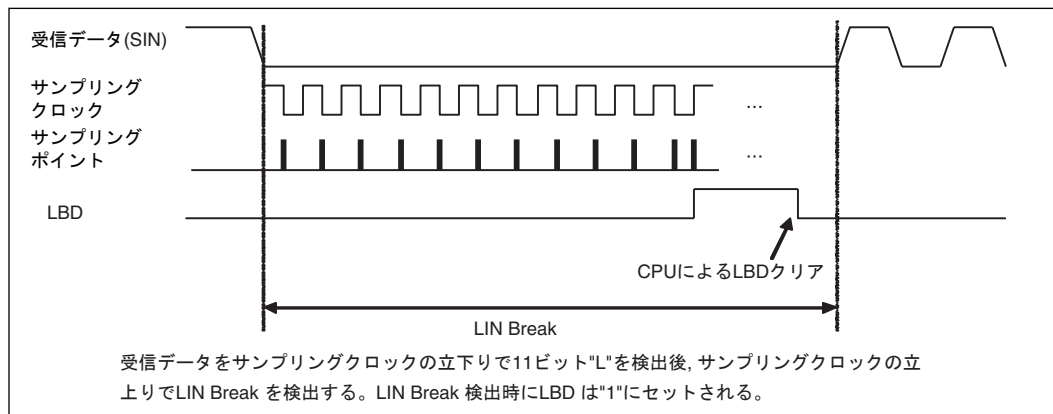 受信データ(SIN)
サンプリング
クロック
...
サンプリング
ポイント
...
LBD
CPUによるLBDクリア
LIN Break
受信データをサンプリングクロックの立下りで11ビット"L"を検出後, サンプリングクロックの立
上りでLIN Break を検出する。LIN Break 検出時にLBD は"1"にセットされる。